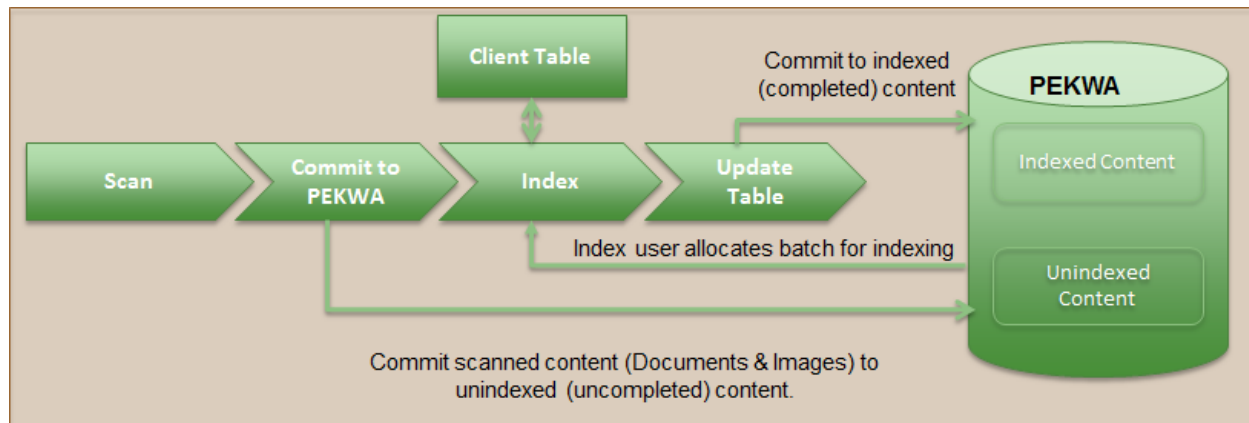 Client Table
Commit to indexed
(completed) content
PEKWA
Scan
Commit to
PEKWA
Index
Update
Table
Indexed Content
Index user allocates batch for indexing
Unindexed
Content
Commit scanned content (Documents & Images) to
unindexed (uncompleted) content.